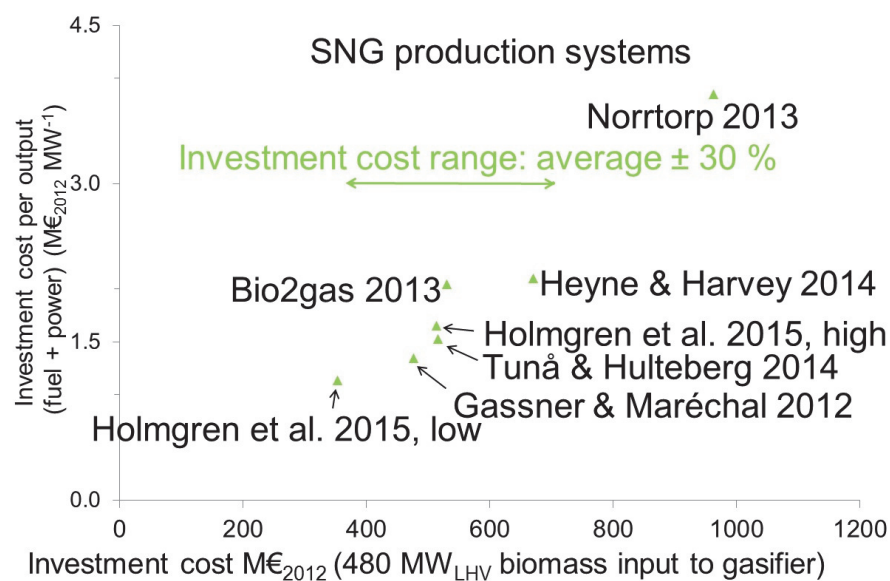 4.5
SNG production systems
Norrtorp 2013
Investment cost range: average ± 30 %
3.0
Investment cost per output
(fuel + power) (M€2012 MW-1)
Bio2gas 2013
Heyne & Harvey 2014
Holmgren et al. 2015, high
1.5
Tunå & Hulteberg 2014
Gassner & Maréchal 2012
Holmgren et al. 2015, low
0.0
0 200 400 600 800 1000 1200
Investment cost M€2012 (480 MWLHV biomass input to gasifier)